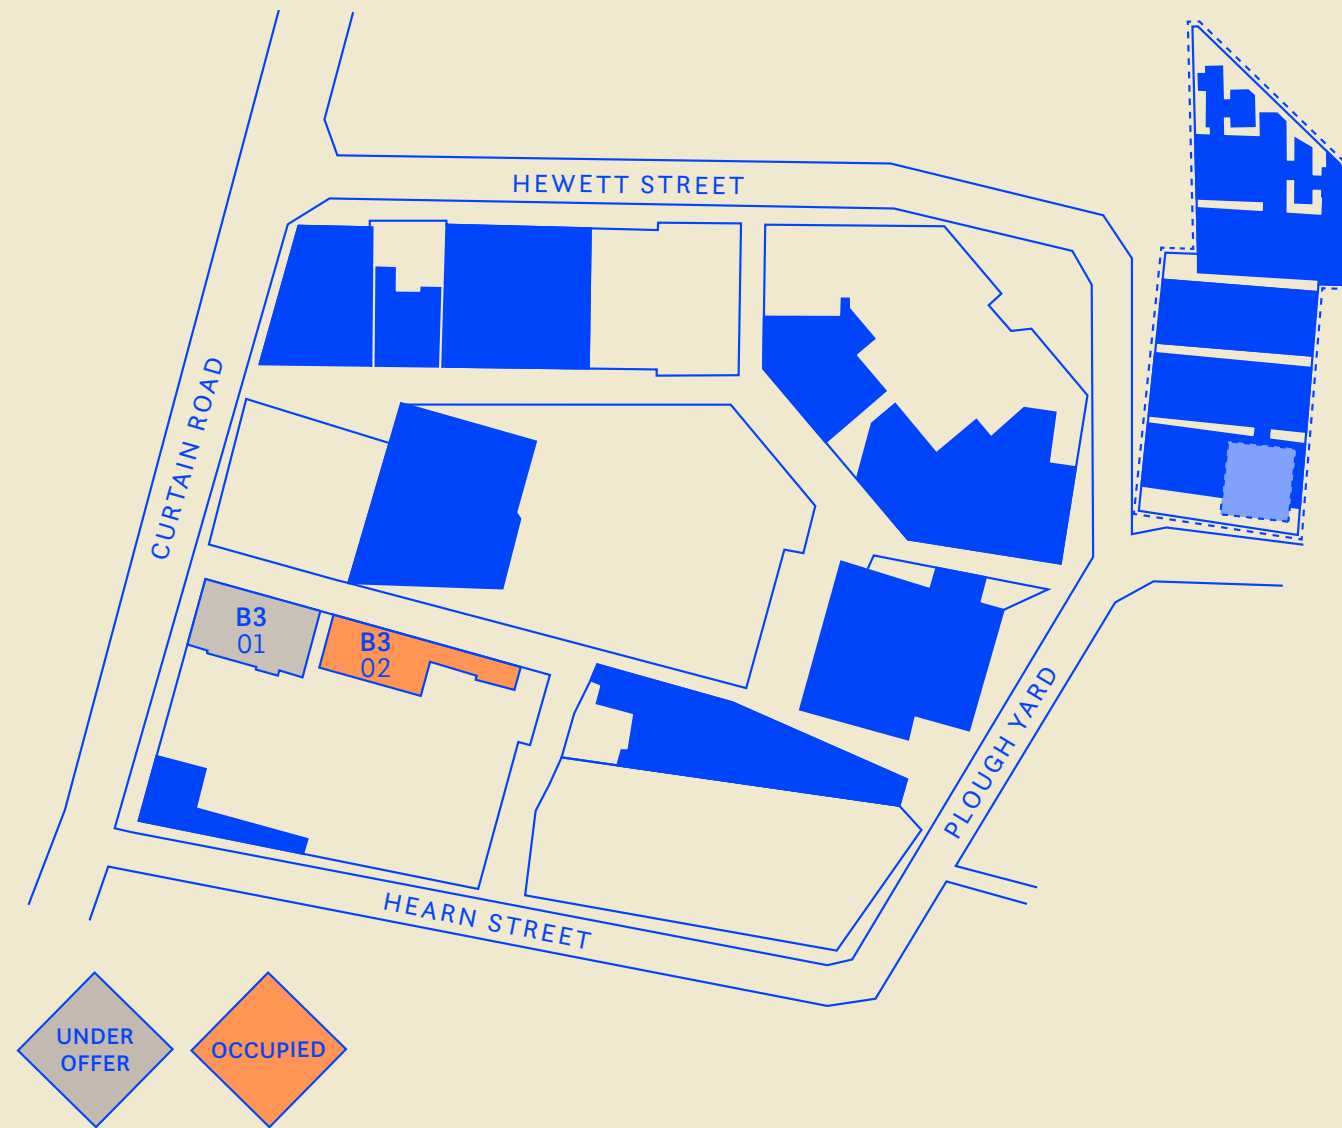 HEWETT STREET
CURTAIN ROAD
B3
01
B3
02
PLOUGH YARD
HEARN STREET
UNDER
OFFER
OCCUPIED